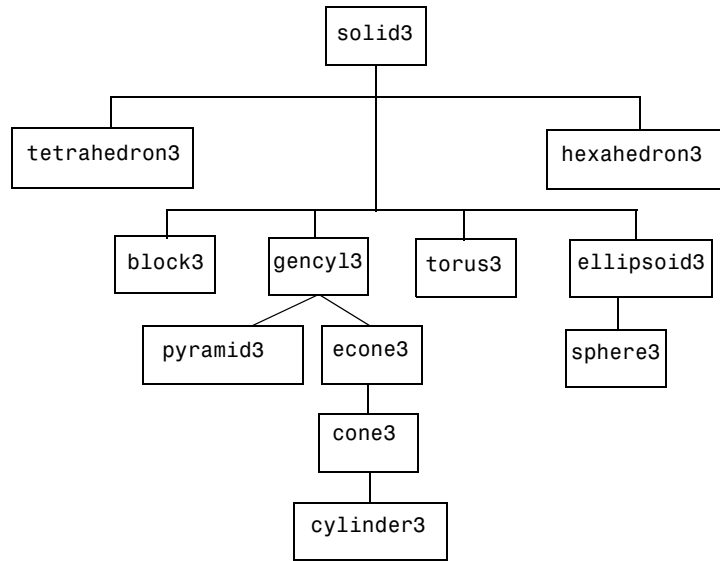 solid3
tetrahedron3
hexahedron3
block3
gencyl3
torus3
ellipsoid3
pyramid3
econe3
sphere3
cone3
cylinder3